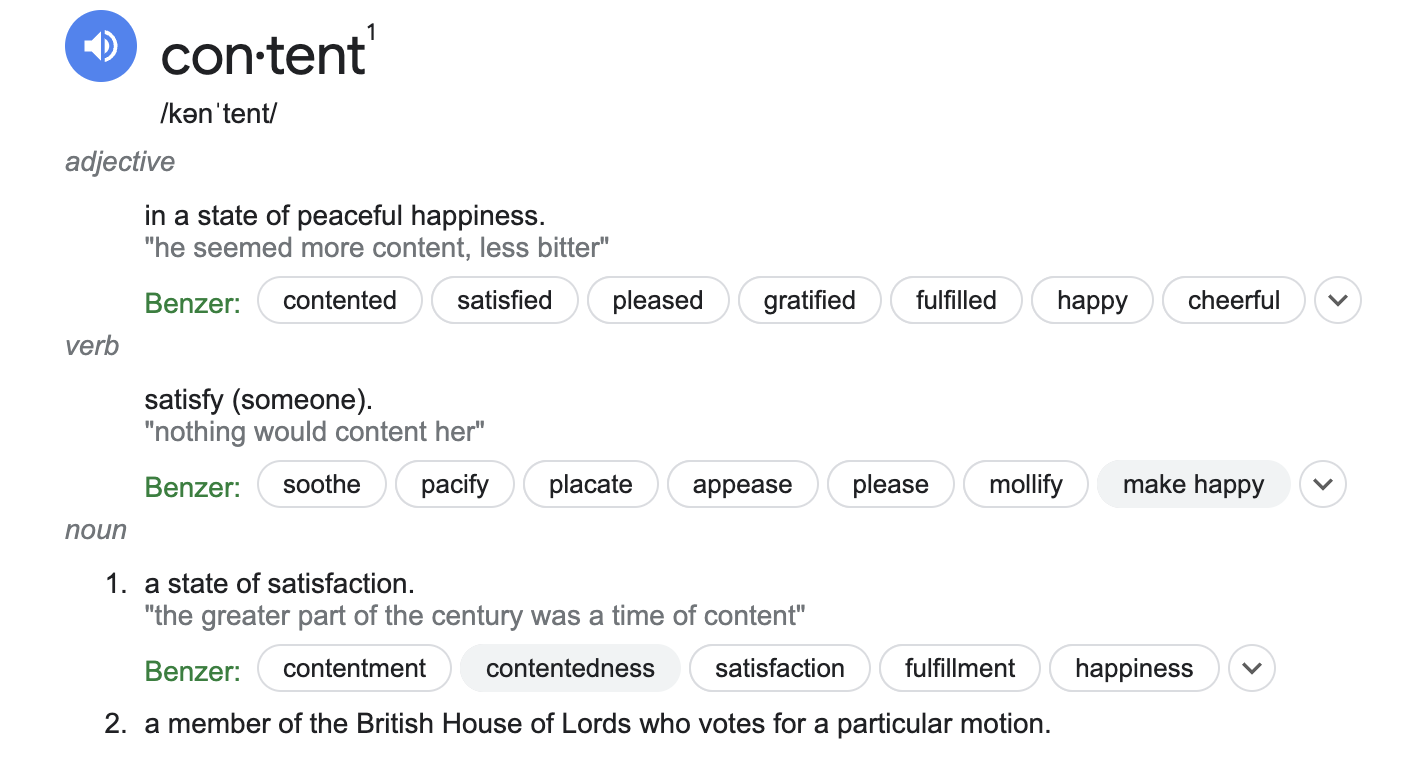 con·tent¹
/kənˈtent/
adjective
in a state of peaceful happiness.
"he seemed more content, less bitter"
Benzer: contented satisfied pleased gratified fulfilled happy cheerful
verb
satisfy (someone).
"nothing would content her"
Benzer: soothe pacify placate appease please mollify make happy
noun
1. a state of satisfaction.
"the greater part of the century was a time of content"
Benzer: contentment contentedness satisfaction fulfillment happiness
2. a member of the British House of Lords who votes for a particular motion.